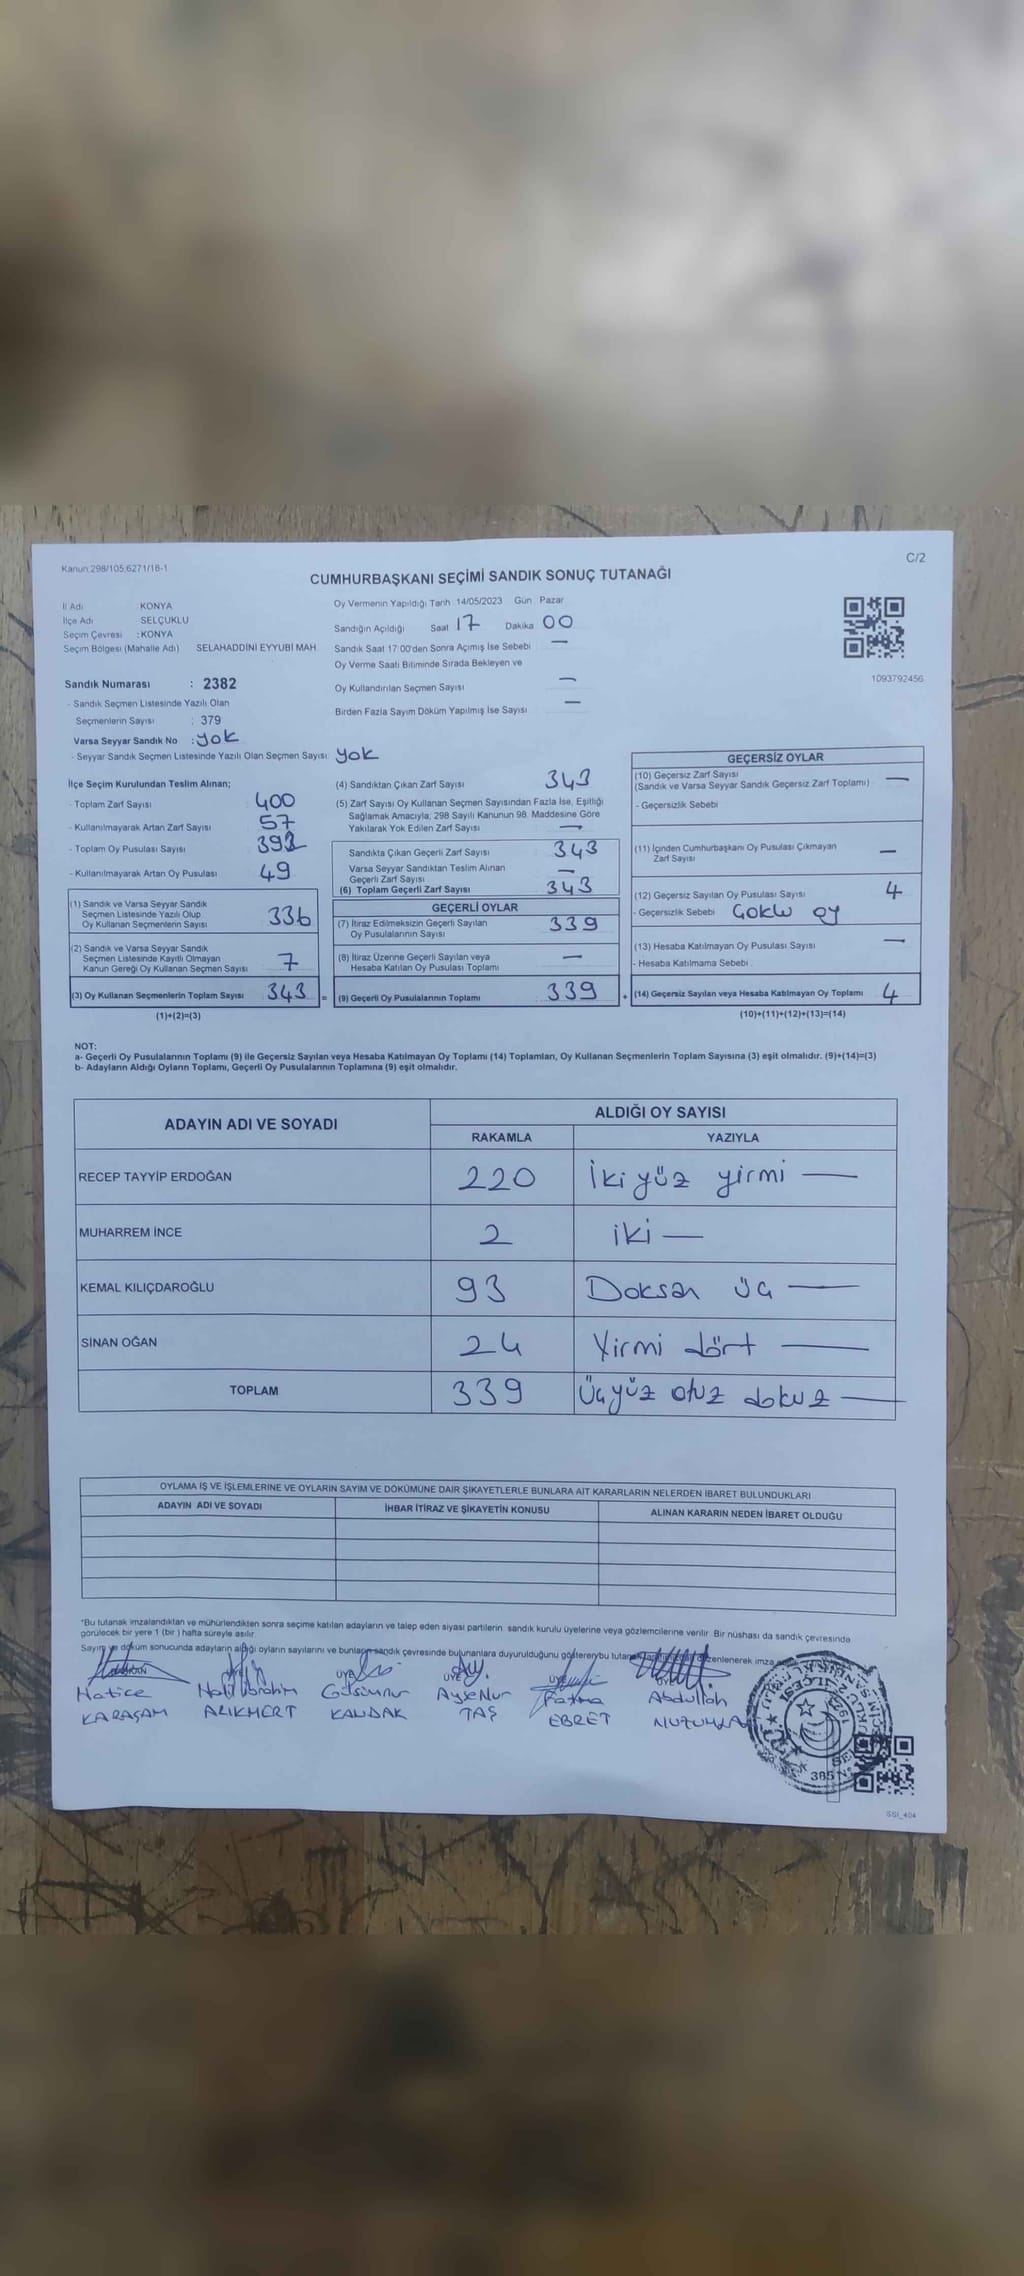 Kanun:298/105,6271/18-1
C/2
CUMHURBAŞKANI SEÇİMİ SANDIK SONUÇ TUTANAĞI
İl Adı KONYA
İlçe Adı SELÇUKLU
Seçim Çevresi : KONYA
Seçim Bölgesi (Mahalle Adı) SELAHADDİNİ EYYUBİ MAH.
Oy Vermenin Yapıldığı Tarih :14/05/2023 Gün Pazar
Sandığın Açıldığı Saat 17 Dakika 00
Sandık Saat 17:00'den Sonra Açımış İse Sebebi —
Oy Verme Saati Bitiminde Sırada Bekleyen ve
Oy Kullandırılan Seçmen Sayısı —
Birden Fazla Sayım Döküm Yapılmış İse Sayısı —
1093792456
Sandık Numarası : 2382
- Sandık Seçmen Listesinde Yazılı Olan
Seçmenlerin Sayısı : 379
Varsa Seyyar Sandık No : yok
- Seyyar Sandık Seçmen Listesinde Yazılı Olan Seçmen Sayısı: yok
İlçe Seçim Kurulundan Teslim Alınan;
- Toplam Zarf Sayısı 400
- Kullanılmayarak Artan Zarf Sayısı 57
- Toplam Oy Pusulası Sayısı 392
- Kullanılmayarak Artan Oy Pusulası 49
(1) Sandık ve Varsa Seyyar Sandık
Seçmen Listesinde Yazılı Olup
Oy Kullanan Seçmenlerin Sayısı 336
(2) Sandık ve Varsa Seyyar Sandık
Seçmen Listesinde Kayıtlı Olmayan
Kanun Gereği Oy Kullanan Seçmen Sayısı 7
(3) Oy Kullanan Seçmenlerin Toplam Sayısı 343 =
(1)+(2)=(3)
(4) Sandıktan Çıkan Zarf Sayısı 343
(5) Zarf Sayısı Oy Kullanan Seçmen Sayısından Fazla İse, Eşitliği
Sağlamak Amacıyla, 298 Sayılı Kanunun 98. Maddesine Göre
Yakılarak Yok Edilen Zarf Sayısı —
Sandıkta Çıkan Geçerli Zarf Sayısı 343
Varsa Seyyar Sandıktan Teslim Alınan
Geçerli Zarf Sayısı —
(6) Toplam Geçerli Zarf Sayısı 343
GEÇERLİ OYLAR
(7) İtiraz Edilmeksizin Geçerli Sayılan
Oy Pusulalarının Sayısı 339
(8) İtiraz Üzerine Geçerli Sayılan veya
Hesaba Katılan Oy Pusulası Toplamı —
(9) Geçerli Oy Pusulalarının Toplamı 339 +
GEÇERSİZ OYLAR
(10) Geçersiz Zarf Sayısı —
(Sandık ve Varsa Seyyar Sandık Geçersiz Zarf Toplamı)
- Geçersizlik Sebebi
(11) İçinden Cumhurbaşkanı Oy Pusulası Çıkmayan
Zarf Sayısı —
(12) Geçersiz Sayılan Oy Pusulası Sayısı 4
- Geçersizlik Sebebi Çoklu oy
(13) Hesaba Katılmayan Oy Pusulası Sayısı —
- Hesaba Katılmama Sebebi :
(14) Geçersiz Sayılan veya Hesaba Katılmayan Oy Toplamı 4
(10)+(11)+(12)+(13)=(14)
NOT:
a- Geçerli Oy Pusulalarının Toplamı (9) ile Geçersiz Sayılan veya Hesaba Katılmayan Oy Toplamı (14) Toplamları, Oy Kullanan Seçmenlerin Toplam Sayısına (3) eşit olmalıdır. (9)+(14)=(3)
b- Adayların Aldığı Oyların Toplamı, Geçerli Oy Pusulalarının Toplamına (9) eşit olmalıdır.
ADAYIN ADI VE SOYADI ALDIĞI OY SAYISI
RAKAMLA YAZIYLA
RECEP TAYYİP ERDOĞAN 220 İki yüz yirmi —
MUHARREM İNCE 2 iki —
KEMAL KILIÇDAROĞLU 93 Doksan üç —
SİNAN OĞAN 24 Yirmi dört —
TOPLAM 339 Üçyüz otuz dokuz —
OYLAMA İŞ VE İŞLEMLERİNE VE OYLARIN SAYIM VE DÖKÜMÜNE DAİR ŞİKAYETLERLE BUNLARA AİT KARARLARIN NELERDEN İBARET BULUNDUKLARI
ADAYIN ADI VE SOYADI İHBAR İTİRAZ VE ŞİKAYETİN KONUSU ALINAN KARARIN NEDEN İBARET OLDUĞU
*Bu tutanak imzalandıktan ve mühürlendikten sonra seçime katılan adayların ve talep eden siyasi partilerin sandık kurulu üyelerine veya gözlemcilerine verilir. Bir nüshası da sandık çevresinde
görülecek bir yere 1 (bir ) hafta süreyle asılır.
Sayım ve döküm sonucunda adayların aldığı oyların sayılarını ve bunların sandık çevresinde bulunanlara duyurulduğunu gösteren bu tutanak düzenlenerek imza
ÜYE ÜYE
Hatice Halil İbrahim Gülsünur Ayşe Nur Fatma Abdullah
KARAÇAM ALIKMERT KANDAK TAŞ EBRET
385
SSI_404